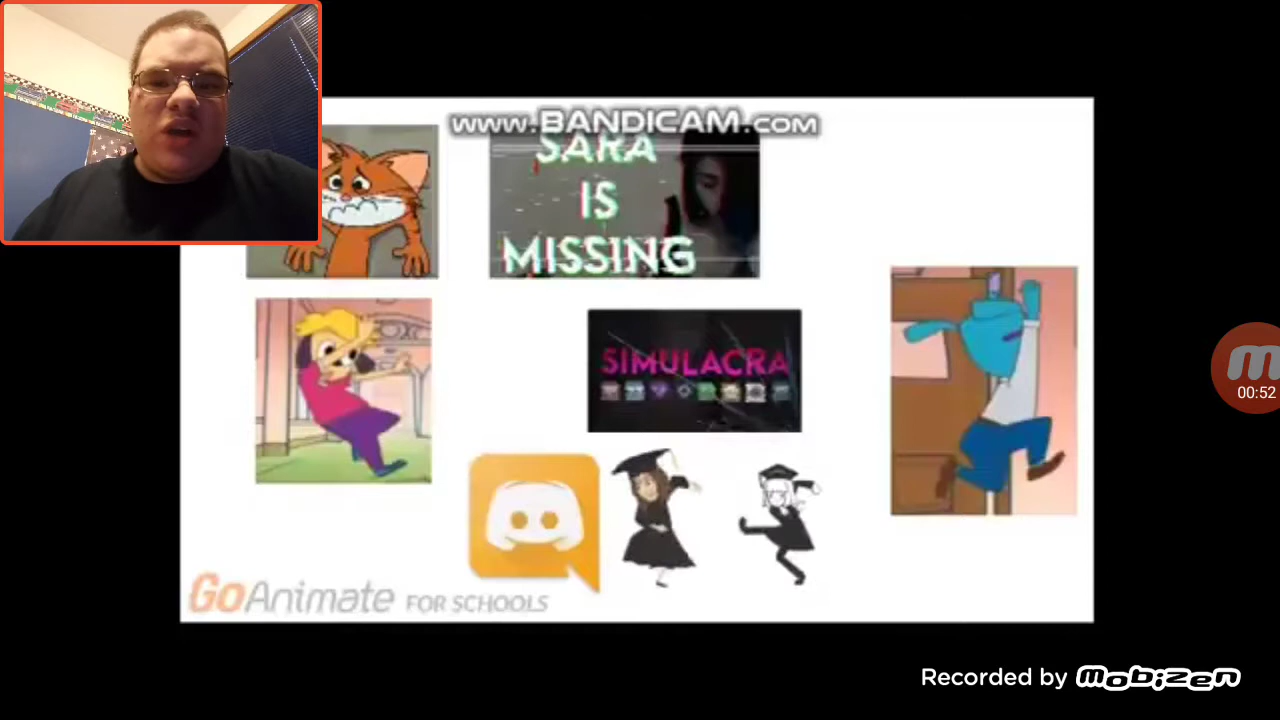 www.BANDICAM.com
SARA
IS
MISSING
SIMULACRA
00:52
GoAnimate FOR SCHOOLS
Recorded by mobizen